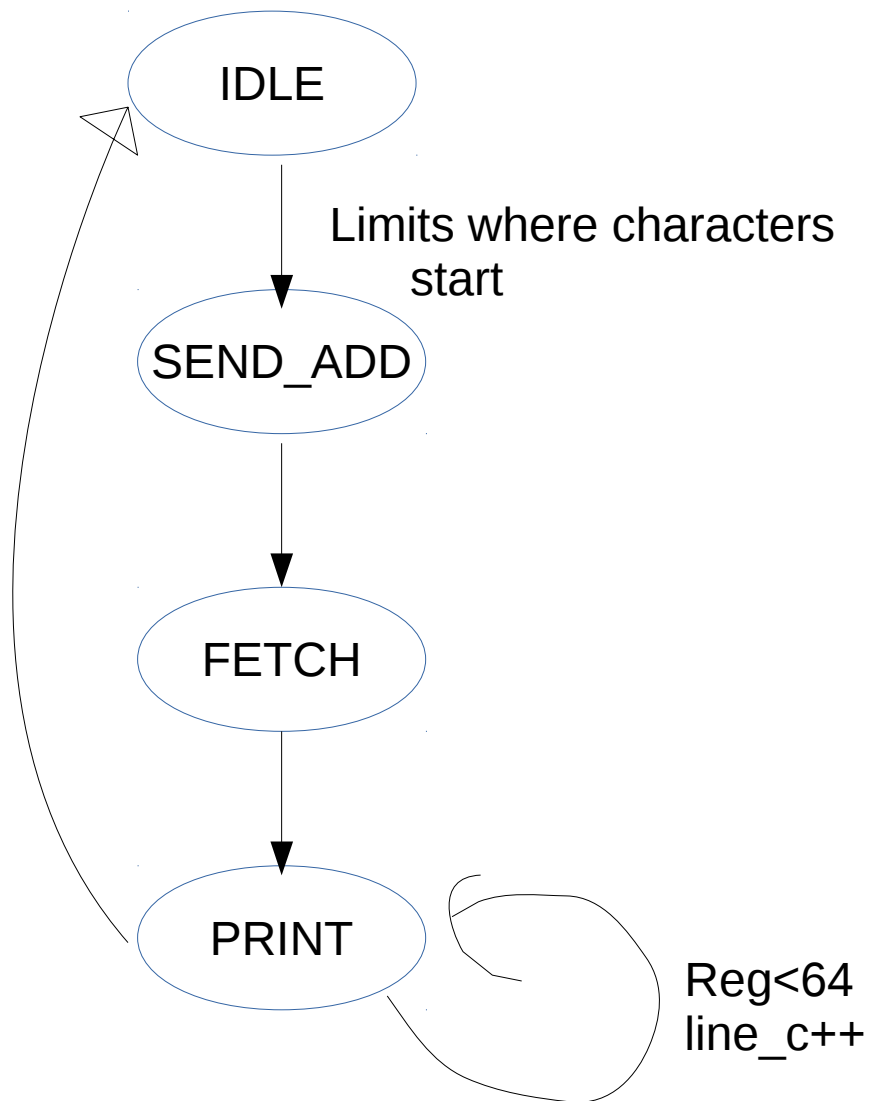 IDLE
Limits where characters
start
SEND_ADD
FETCH
PRINT
Reg<64
line_c++